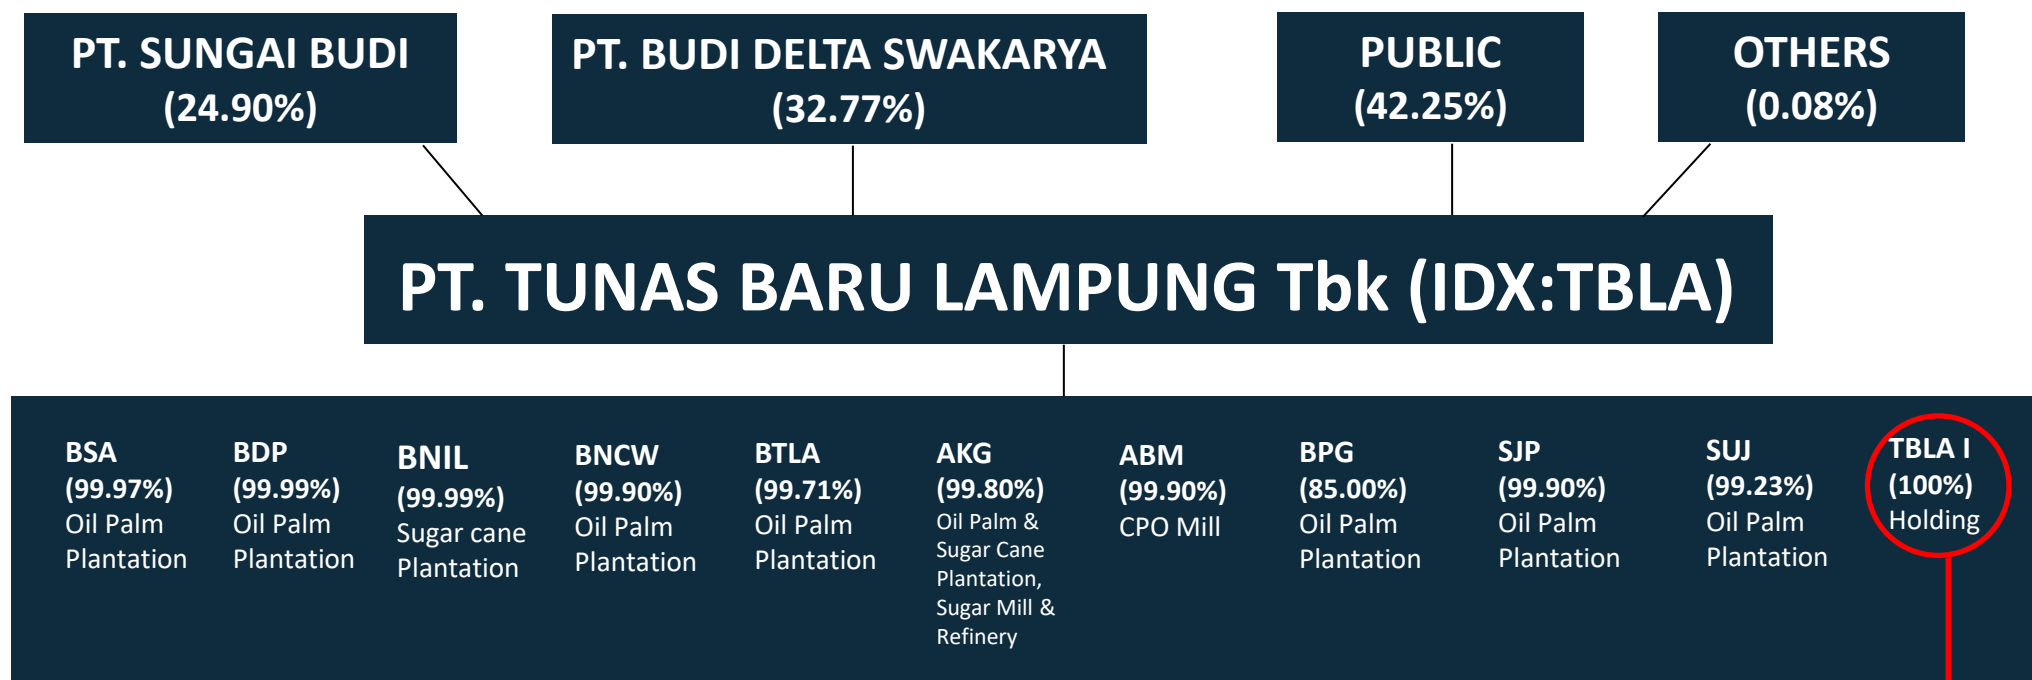 PT. SUNGAI BUDI
(24.90%)
PT. BUDI DELTA SWAKARYA
(32.77%)
PUBLIC
(42.25%)
OTHERS
(0.08%)
PT. TUNAS BARU LAMPUNG Tbk (IDX:TBLA)
BSA
(99.97%)
Oil Palm
Plantation
BDP
(99.99%)
Oil Palm
Plantation
BNIL
(99.99%)
Sugar cane
Plantation
BNCW
(99.90%)
Oil Palm
Plantation
BTLA
(99.71%)
Oil Palm
Plantation
AKG
(99.80%)
Oil Palm &
Sugar Cane
Plantation,
Sugar Mill &
Refinery
ABM
(99.90%)
CPO Mill
BPG
(85.00%)
Oil Palm
Plantation
SJP
(99.90%)
Oil Palm
Plantation
SUJ
(99.23%)
Oil Palm
Plantation
TBLA I
(100%)
Holding